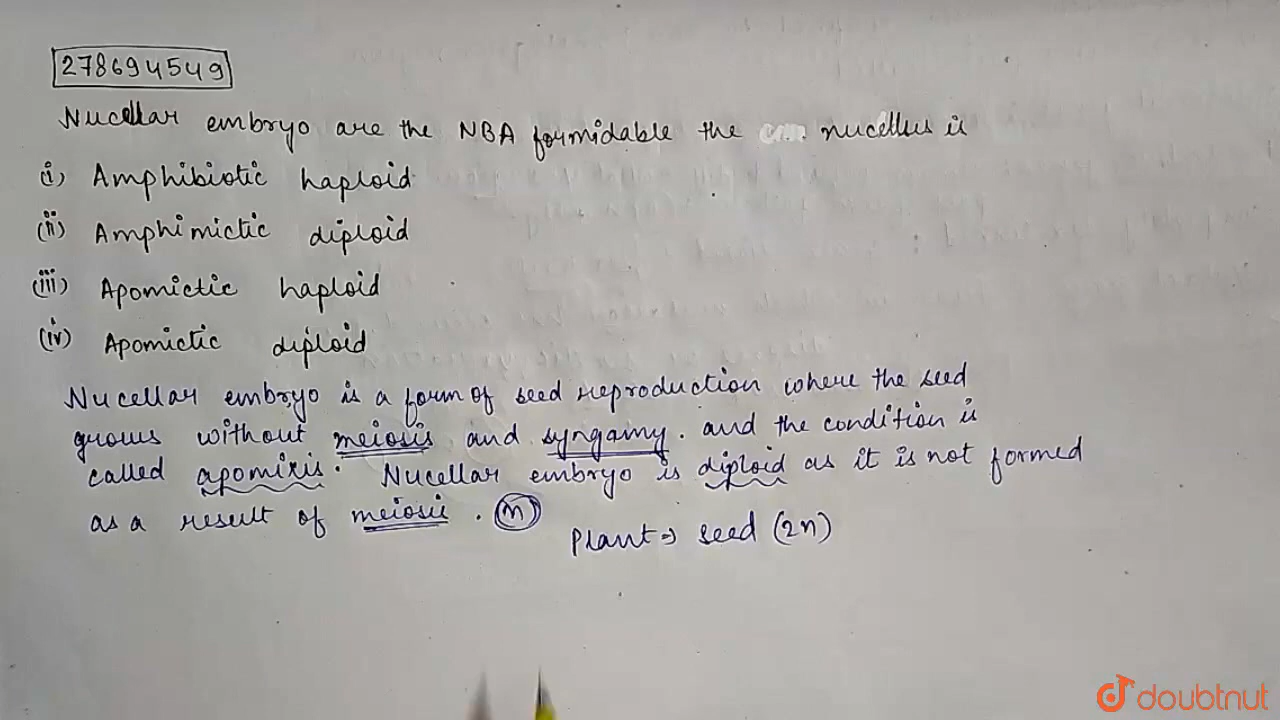 278694549
Nucellar embryo are the NBA formidable the nucellus is
(i) Amphibiotic haploid
(ii) Amphimictic diploid
(iii) Apomictic haploid
(iv) Apomictic diploid
Nucellar embryo is a form of seed reproduction where the seed
grows without meiosis and syngamy. and the condition is
called apomixis. Nucellar embryo is diploid as it is not formed
as a result of meiosis. (n)
Plant => seed (2n)
doubtnut